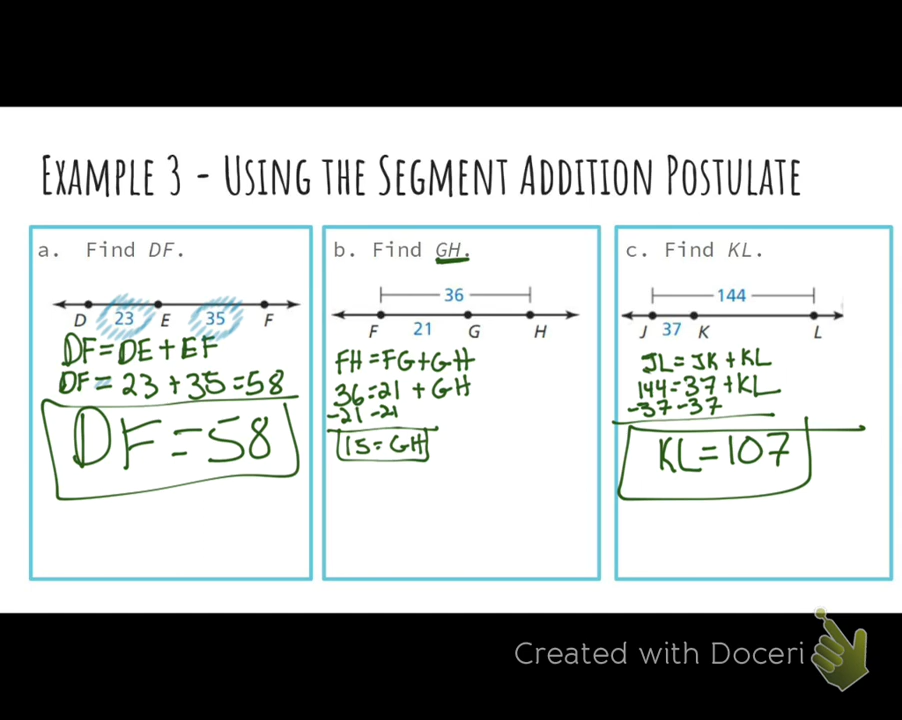 EXAMPLE 3 - USING THE SEGMENT ADDITION POSTULATE
a. Find DF.
D 23 E 35 F
DF=DE+EF
DF= 23 +35=58
DF=58
b. Find GH.
36
F 21 G H
FH=FG+GH
36=21 + GH
-21 -21
15=GH
c. Find KL.
144
J 37 K L
JL=JK+KL
144=37+KL
-37-37
KL=107
Created with Doceri